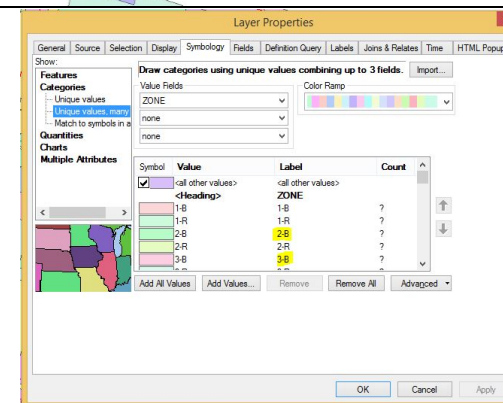 Layer Properties
General Source Selection Display Symbology Fields Definition Query Labels Joins & Relates Time HTML Popup
Show:
Features
Categories
Unique values
Unique values, many
Match to symbols in a
Quantities
Charts
Multiple Attributes
Draw categories using unique values combining up to 3 fields. Import...
Value Fields Color Ramp
ZONE
none
none
Symbol Value Label Count
<all other values> <all other values>
<Heading> ZONE
1-B 1-B ?
1-R 1-R ?
2-B 2-B ?
2-R 2-R ?
3-B 3-B ?
Add All Values Add Values... Remove Remove All Advanced
OK Cancel Apply